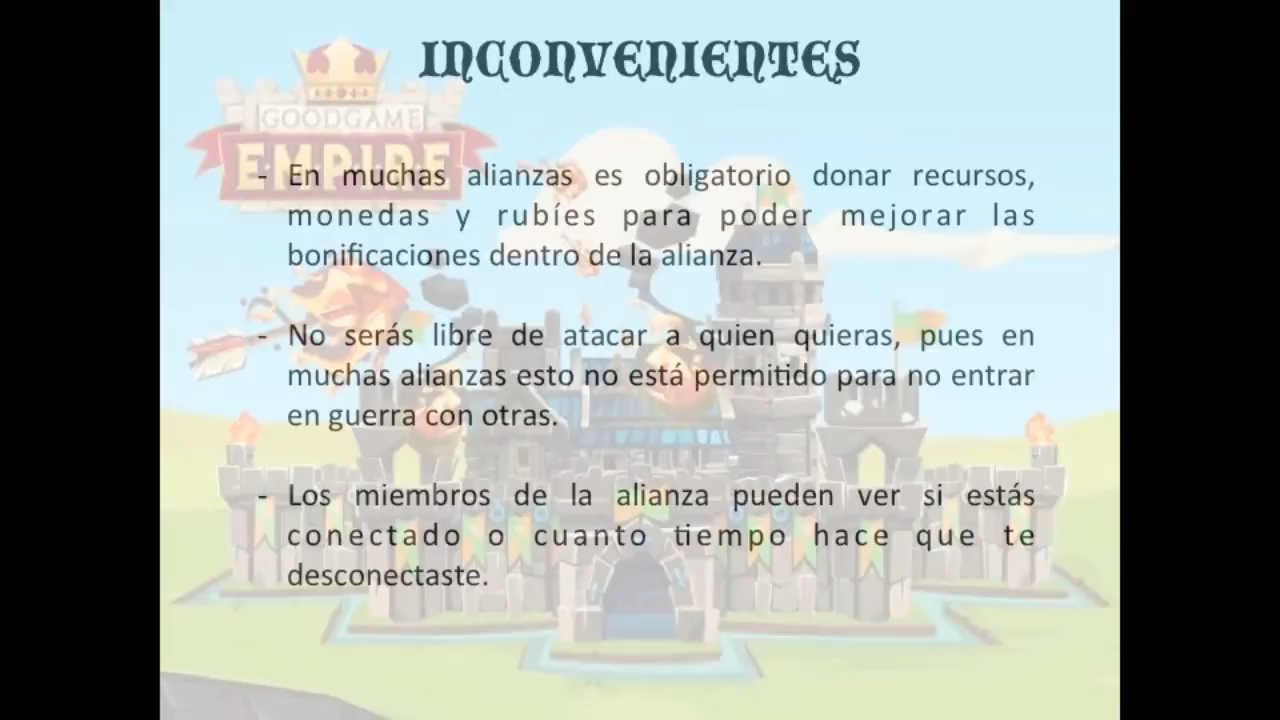 INCONVENIENTES
GOODGAME
EMPIRE
- En muchas alianzas es obligatorio donar recursos,
monedas y rubíes para poder mejorar las
bonificaciones dentro de la alianza.
- No serás libre de atacar a quien quieras, pues en
muchas alianzas esto no está permitido para no entrar
en guerra con otras.
- Los miembros de la alianza pueden ver si estás
conectado o cuanto tiempo hace que te
desconectaste.